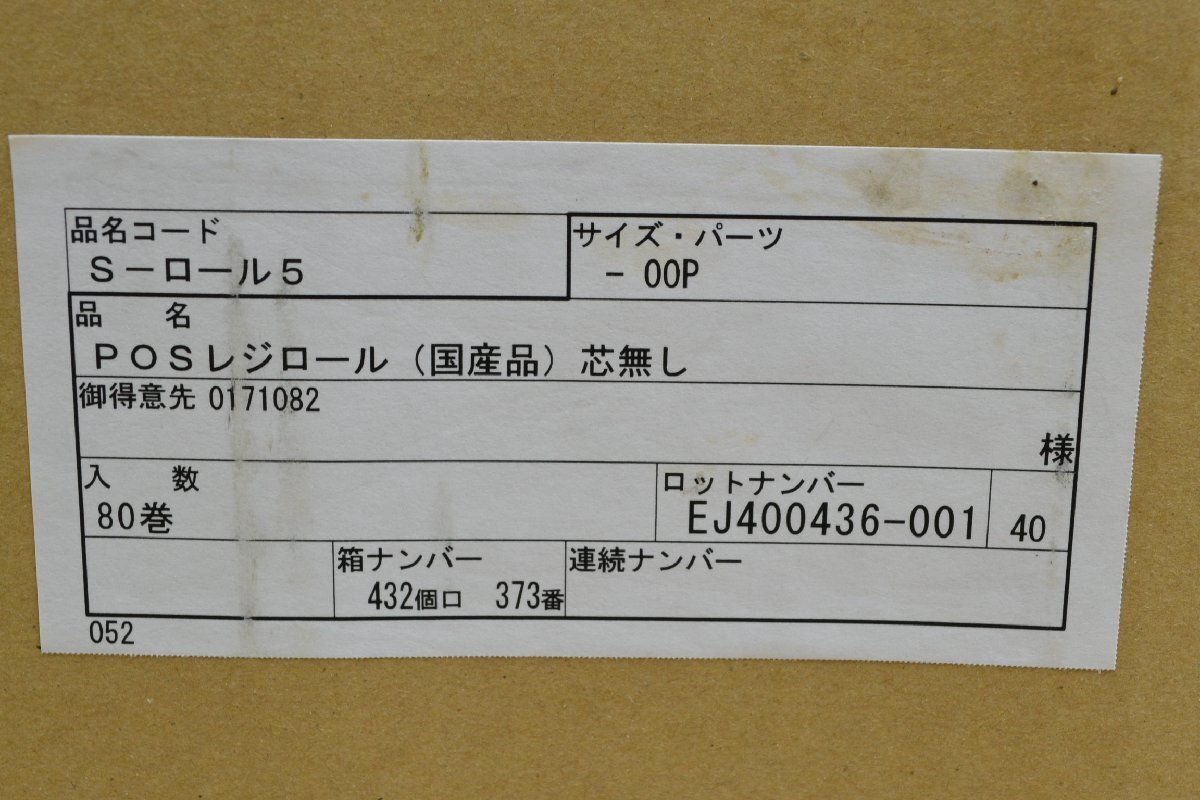 品名コード
S－ロール5
サイズ・パーツ
- 00P
品　名
POSレジロール（国産品）芯無し
御得意先 0171082
様
入　数
80巻
ロットナンバー
EJ400436-001
40
箱ナンバー
432個口　373番
連続ナンバー
052